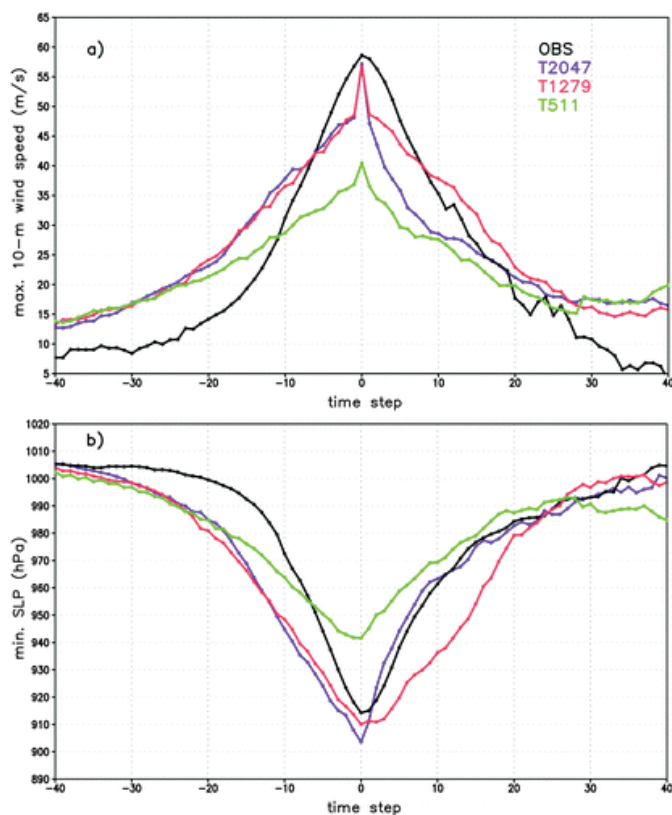 65
60
55
50
45
40
35
30
25
20
15
10
5
max. 10-m wind speed (m/s)
a)
OBS
T2047
T1279
T511
-40 -30 -20 -10 0 10 20 30 40
time step
1020
1010
1000
990
980
970
960
950
940
930
920
910
900
890
min. SLP (hPa)
b)
-40 -30 -20 -10 0 10 20 30 40
time step